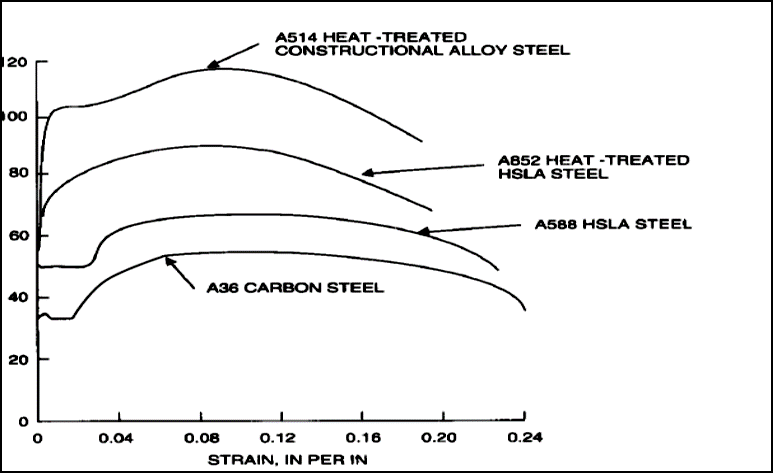 A514 HEAT -TREATED
CONSTRUCTIONAL ALLOY STEEL
120
100
80
A852 HEAT -TREATED
HSLA STEEL
60
A588 HSLA STEEL
40
A36 CARBON STEEL
20
0
0 0.04 0.08 0.12 0.16 0.20 0.24
STRAIN, IN PER IN